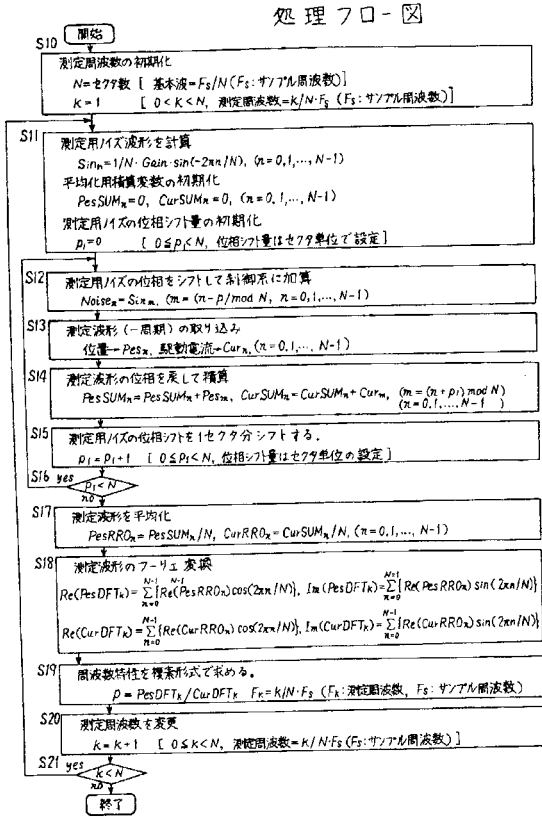 処理フロー図
開始
S10
測定周波数の初期化
N=セクタ数 [ 基本波=Fs/N (Fs:サンプル周波数)]
K=1 [ 0<K<N, 測定周波数=K/N・Fs (Fs:サンプル周波数)]
S11
測定用ノイズ波形を計算
Sinn=1/N・Gain・sin(-2πn/N), (n=0,1,...,N-1)
平均化用積算変数の初期化
PesSUMn=0, CurSUMn=0, (n=0,1,...,N-1)
測定用ノイズの位相シフト量の初期化
pi=0 [ 0≦pi<N, 位相シフト量はセクタ単位で設定]
S12
測定用ノイズの位相をシフトして制御系に加算
Noisen=Sinm, (m=(n-p/mod N, n=0,1,...,N-1)
S13
測定波形(一周期)の取り込み
位置→Pesn, 駆動電流→Curn, (n=0,1,...,N-1)
S14
測定波形の位相を戻して積算
PesSUMn=PesSUMn+Pesm, CurSUMn=CurSUMn+Curm, (m=(n+pi) mod N)
(n=0,1,...,N-1)
S15
測定用ノイズの位相シフトを1セクタ分シフトする.
pi=pi+1 [ 0≦pi<N, 位相シフト量はセクタ単位の設定]
S16 yes
pi<N
no
S17
測定波形を平均化
PesRROn=PesSUMn/N, CurRROn=CurSUMn/N, (n=0,1,...,N-1)
S18
測定波形のフーリェ変換
Re(PesDFTk)=N-1Σn=0 N-1{Re(PesRROn)cos(2πn/N)}, Im(PesDFTk)=N=1Σn=0{Re(PesRROn)sin(2πn/N)}
Re(CurDFTk)=N-1Σn=0{Re(CurRROn)cos(2πn/N)}, Im(CurDFTk)=N-1Σn=0{Re(CurRROn)sin(2πn/N)}
S19
周波数特性を複素形式で求める。
P=PesDFTk/CurDFTk Fk=k/N・Fs (Fk:測定周波数, Fs:サンプル周波数)
S20
測定周波数を変更
k=k+1 [ 0≦k<N, 測定周波数=k/N・Fs (Fs:サンプル周波数)]
S21 yes
k<N
no
終了